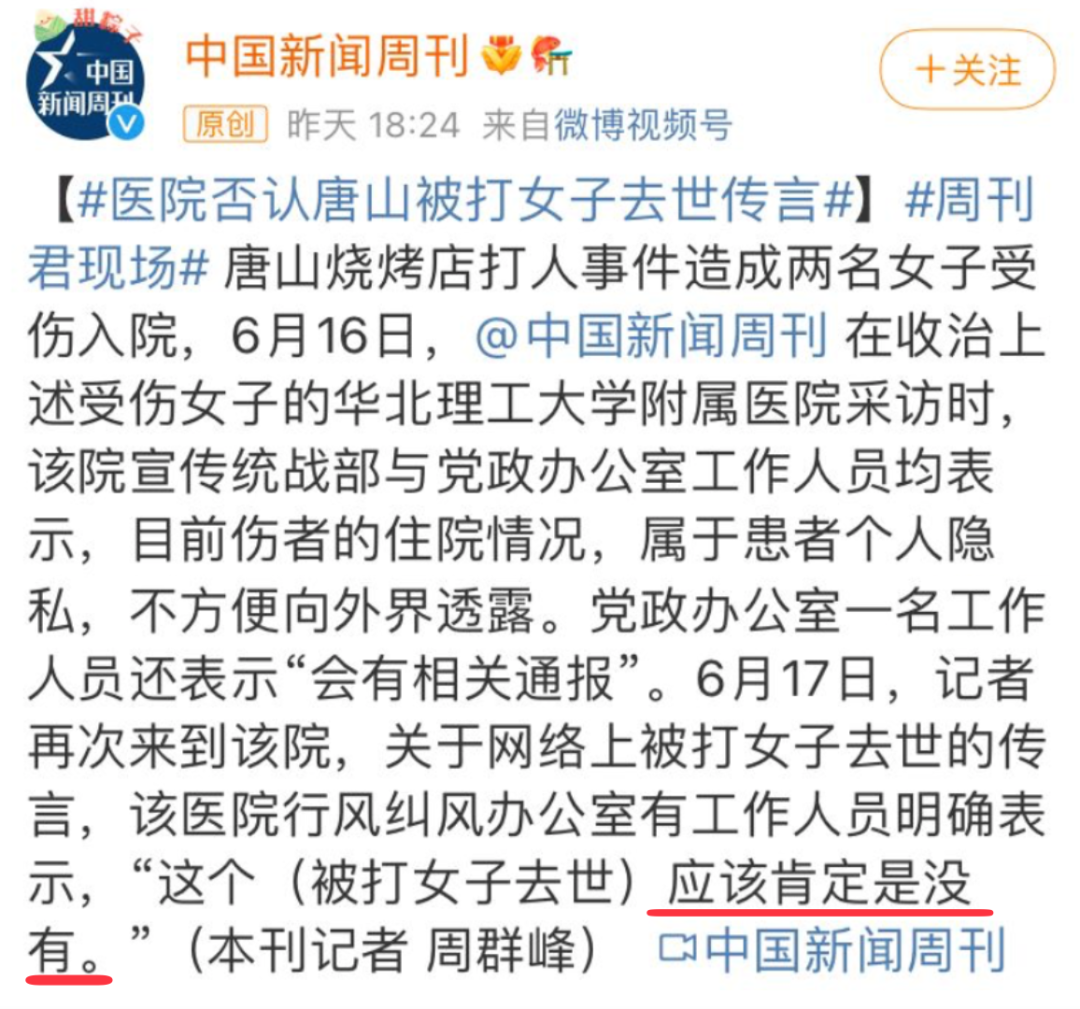 甜粽子
中国新闻周刊
中国
新闻周刊
+关注
原创 昨天 18:24 来自微博视频号
【#医院否认唐山被打女子去世传言#】#周刊
君现场# 唐山烧烤店打人事件造成两名女子受
伤入院，6月16日，@中国新闻周刊 在收治上
述受伤女子的华北理工大学附属医院采访时，
该院宣传统战部与党政办公室工作人员均表
示，目前伤者的住院情况，属于患者个人隐
私，不方便向外界透露。党政办公室一名工作
人员还表示“会有相关通报”。6月17日，记者
再次来到该院，关于网络上被打女子去世的传
言，该医院行风纠风办公室有工作人员明确表
示，“这个（被打女子去世）应该肯定是没
有。”（本刊记者 周群峰） 中国新闻周刊